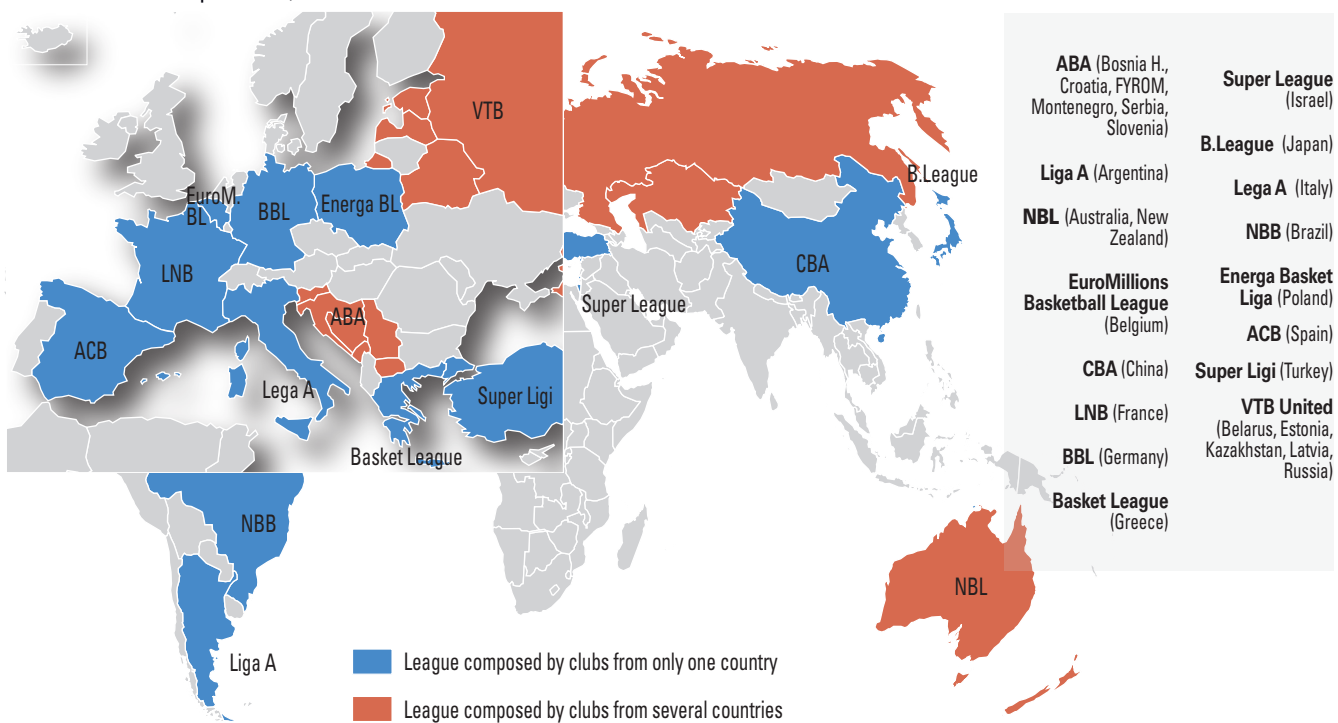 VTB
EuroM.
BL
BBL
Energa BL
LNB
ACB
ABA
Lega A
Super Ligi
Basket League
B.League
CBA
Super League
NBB
Liga A
NBL
League composed by clubs from only one country
League composed by clubs from several countries
ABA (Bosnia H.,
Croatia, FYROM,
Montenegro, Serbia,
Slovenia)
Liga A (Argentina)
NBL (Australia, New
Zealand)
EuroMillions
Basketball League
(Belgium)
CBA (China)
LNB (France)
BBL (Germany)
Basket League
(Greece)
Super League
(Israel)
B.League (Japan)
Lega A (Italy)
NBB (Brazil)
Energa Basket
Liga (Poland)
ACB (Spain)
Super Ligi (Turkey)
VTB United
(Belarus, Estonia,
Kazakhstan, Latvia,
Russia)